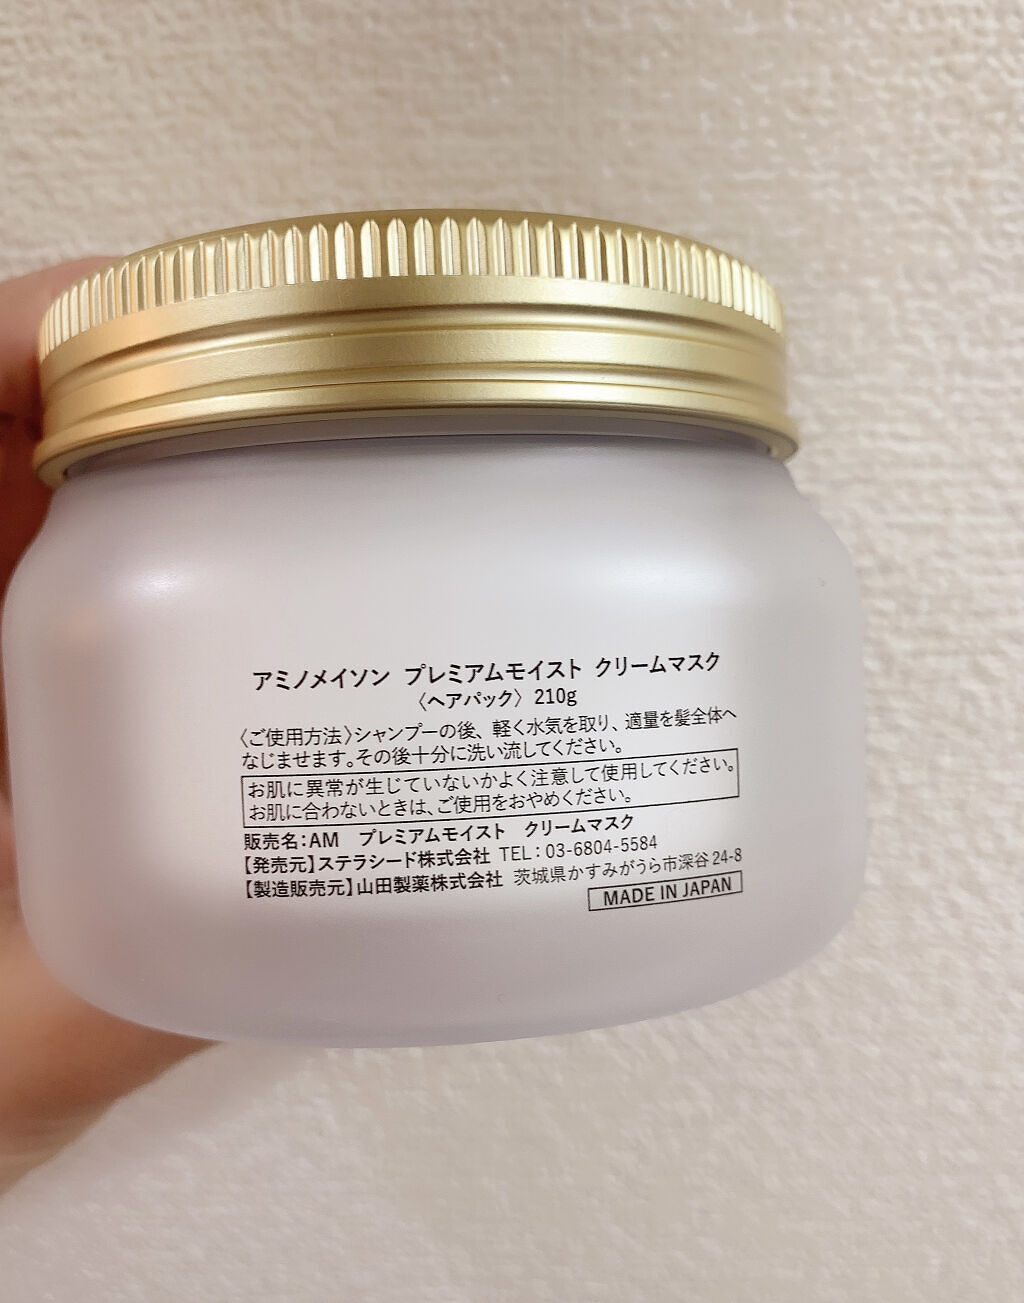 アミノメイソン プレミアムモイスト クリームマスク
〈ヘアパック〉 210g
〈ご使用方法〉シャンプーの後、軽く水気を取り、適量を髪全体へ
なじませます。その後十分に洗い流してください。
お肌に異常が生じていないかよく注意して使用してください。
お肌に合わないときは、ご使用をおやめください。
販売名：AM プレミアムモイスト クリームマスク
【発売元】ステラシード株式会社 TEL：03-6804-5584
【製造販売元】山田製薬株式会社 茨城県かすみがうら市深谷24-8
MADE IN JAPAN